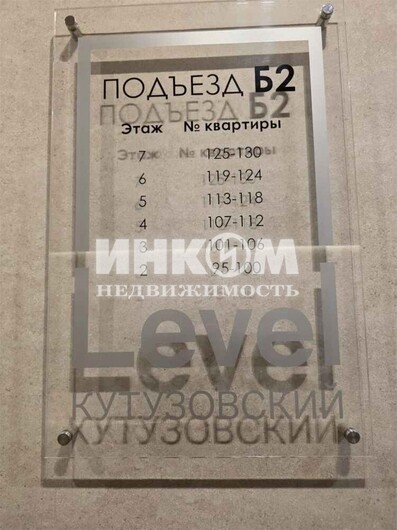 ПОДЪЕЗД Б2
Этаж № квартиры
7 125-130
6 119-124
5 113-118
4 107-112
3 101-106
2 95-100
ИНКОМ
НЕДВИЖИМОСТЬ
Level
КУТУЗОВСКИЙ